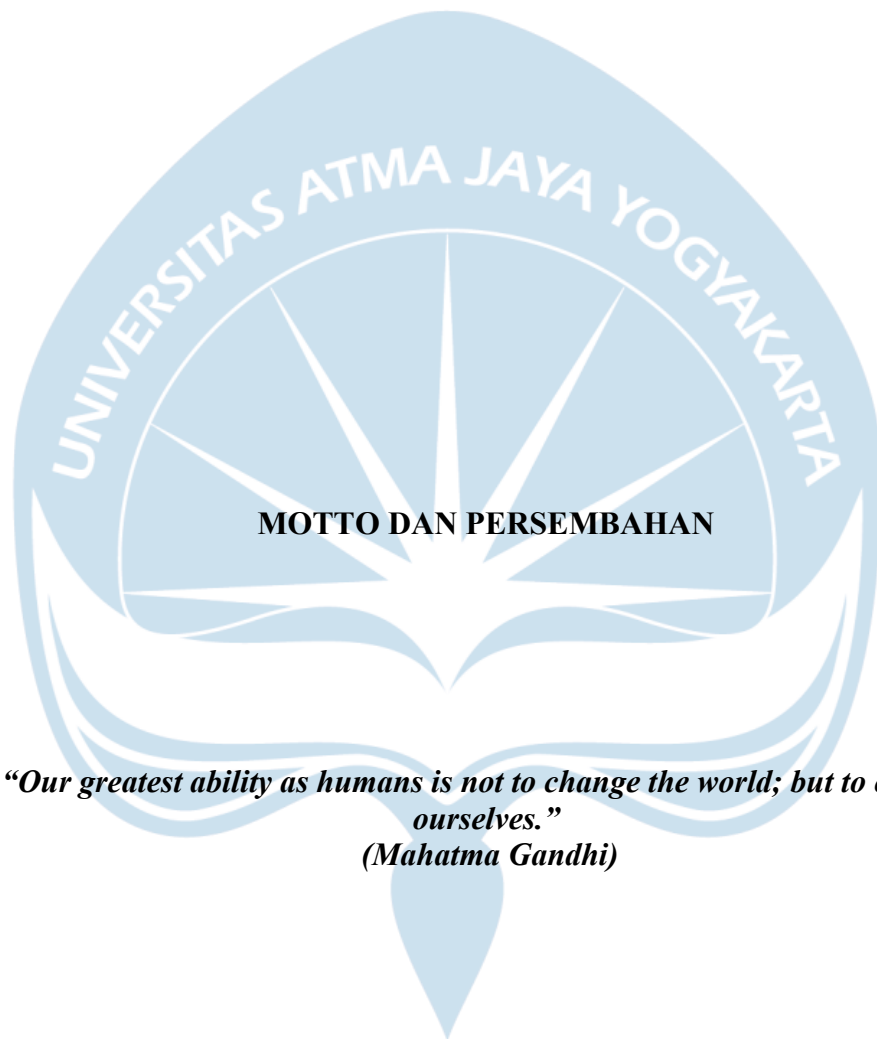 UNIVERSITAS ATMA JAYA YOGYAKARTA
MOTTO DAN PERSEMBAHAN
“Our greatest ability as humans is not to change the world; but to
ourselves.”
(Mahatma Gandhi)